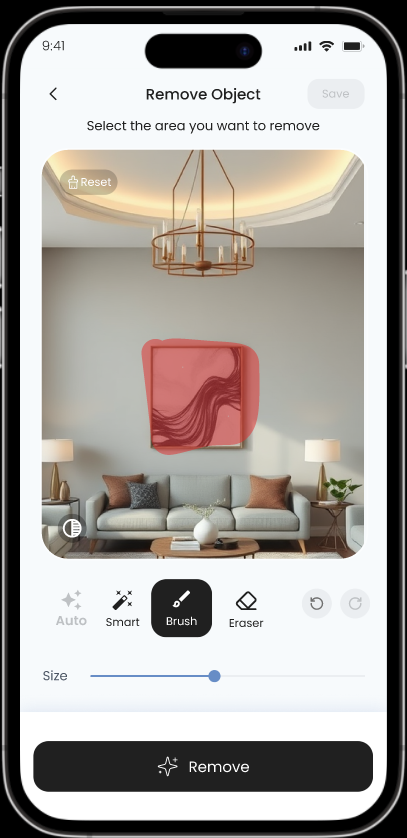 9:41
Remove Object
Save
Select the area you want to remove
Reset
Auto
Smart
Brush
Eraser
Size
Remove